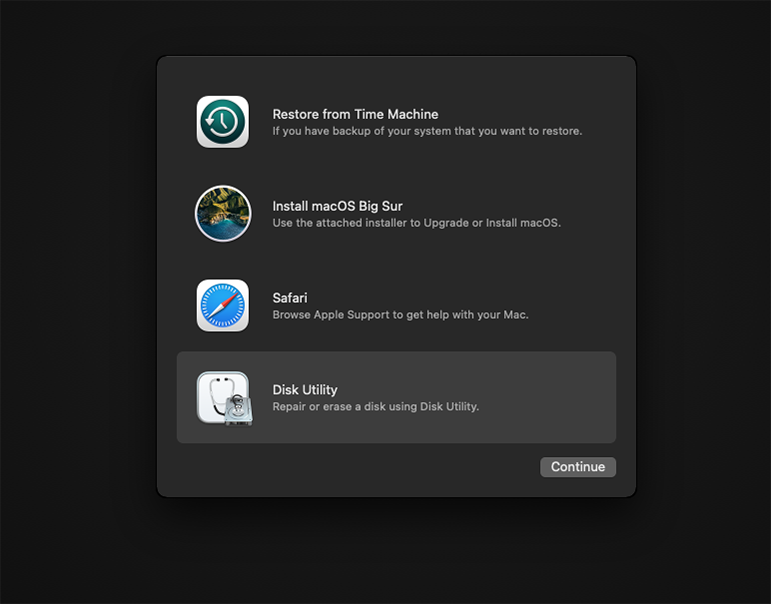 Restore from Time Machine
If you have backup of your system that you want to restore.
Install macOS Big Sur
Use the attached installer to Upgrade or Install macOS.
Safari
Browse Apple Support to get help with your Mac.
Disk Utility
Repair or erase a disk using Disk Utility.
Continue